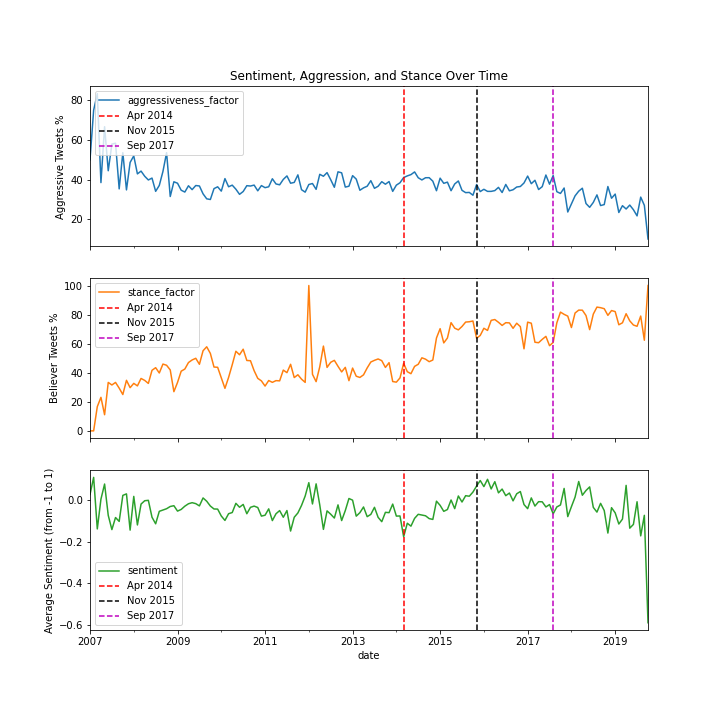 Sentiment, Aggression, and Stance Over Time
Aggressive Tweets %
80
60
40
20
aggressiveness_factor
Apr 2014
Nov 2015
Sep 2017
Believer Tweets %
100
80
60
40
20
0
stance_factor
Apr 2014
Nov 2015
Sep 2017
Average Sentiment (from -1 to 1)
0.0
−0.2
−0.4
−0.6
sentiment
Apr 2014
Nov 2015
Sep 2017
2007 2009 2011 2013 2015 2017 2019
date